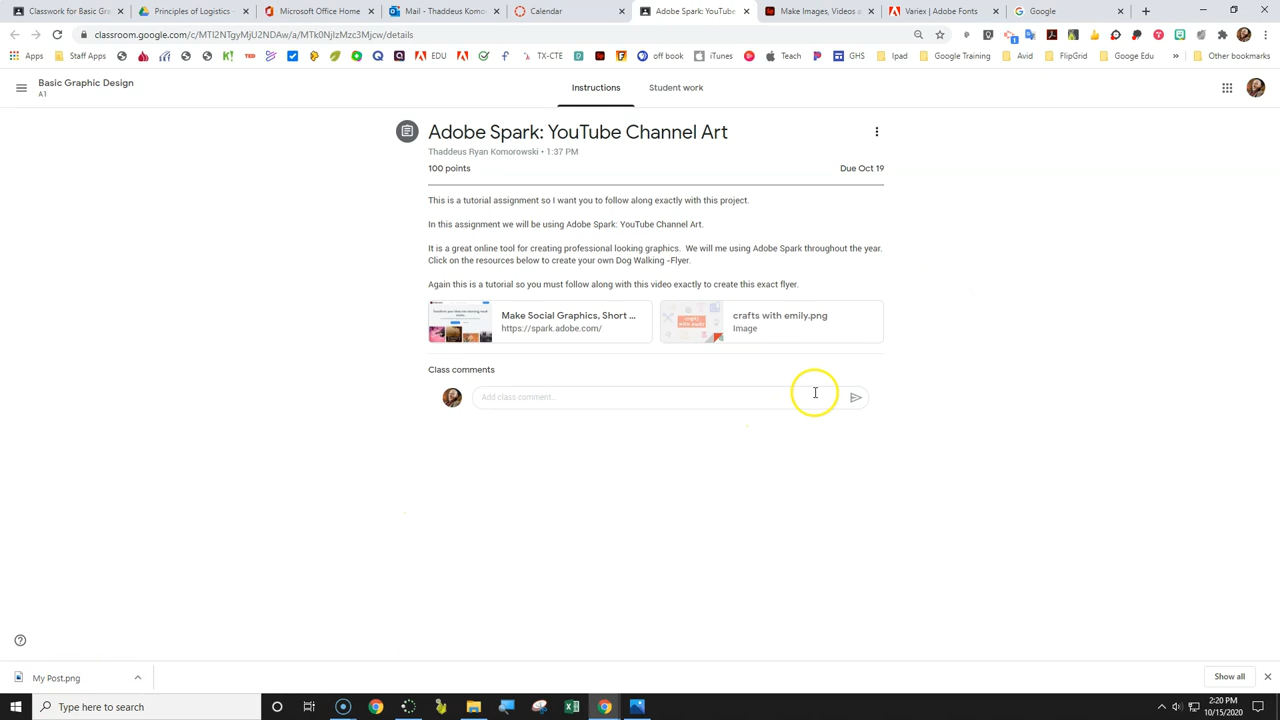 Classwork for Basic Gr
Principles of Logistics -
Microsoft Office Home
Mail - Thaddeus Komo
Calendar
Adobe Spark: YouTube
Make Images, Videos a
Variex | Adobe Fonts
Google
classroom.google.com/c/MTI2NTgyMjU2NDAw/a/MTk0NjIzMzc3Mjcw/details
Apps
Staff Apps
TED
EDU
TX-CTE
off book
iTunes
Teach
GHS
Ipad
Google Training
Avid
FlipGrid
Googe Edu
Other bookmarks
Basic Graphic Design
A1
Instructions
Student work
Adobe Spark: YouTube Channel Art
Thaddeus Ryan Komorowski • 1:37 PM
100 points
Due Oct 19
This is a tutorial assignment so I want you to follow along exactly with this project.
In this assignment we will be using Adobe Spark: YouTube Channel Art.
It is a great online tool for creating professional looking graphics. We will me using Adobe Spark throughout the year.
Click on the resources below to create your own Dog Walking -Flyer.
Again this is a tutorial so you must follow along with this video exactly to create this exact flyer.
Make Social Graphics, Short ...
https://spark.adobe.com/
crafts with emily.png
Image
Class comments
Add class comment...
My Post.png
Show all
Type here to search
2:20 PM
10/15/2020